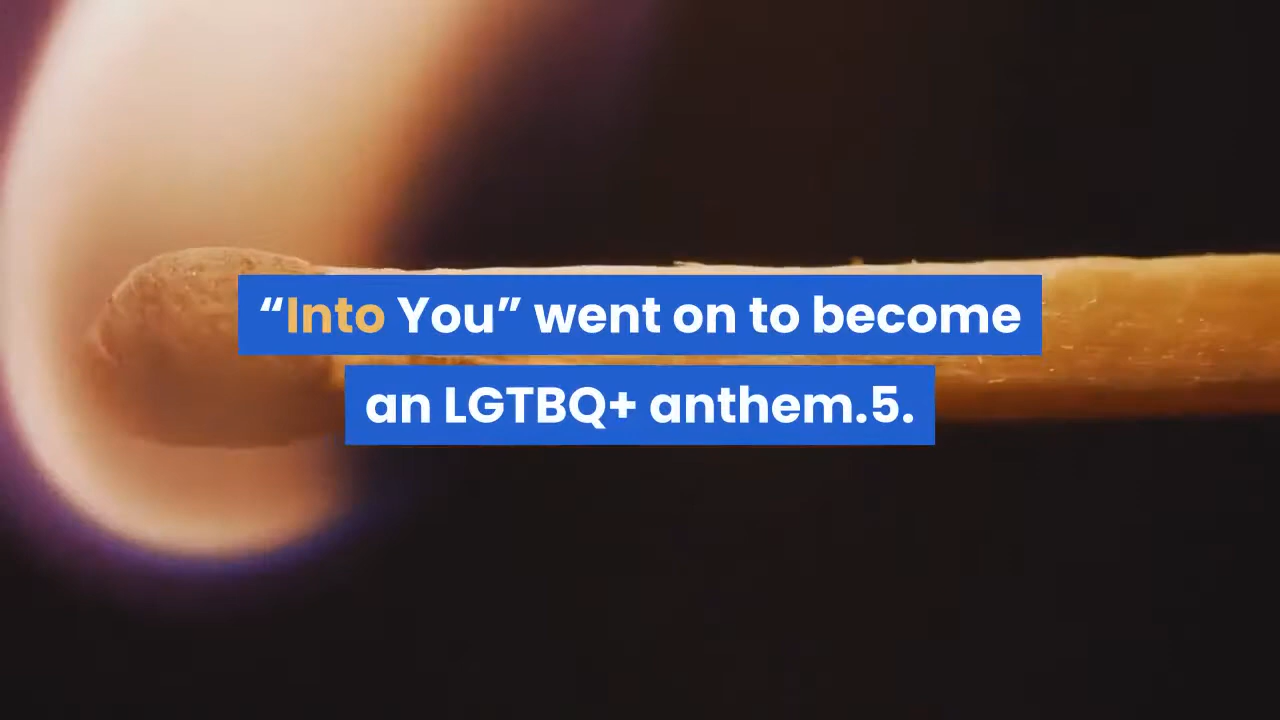 “Into You” went on to become
an LGTBQ+ anthem.5.